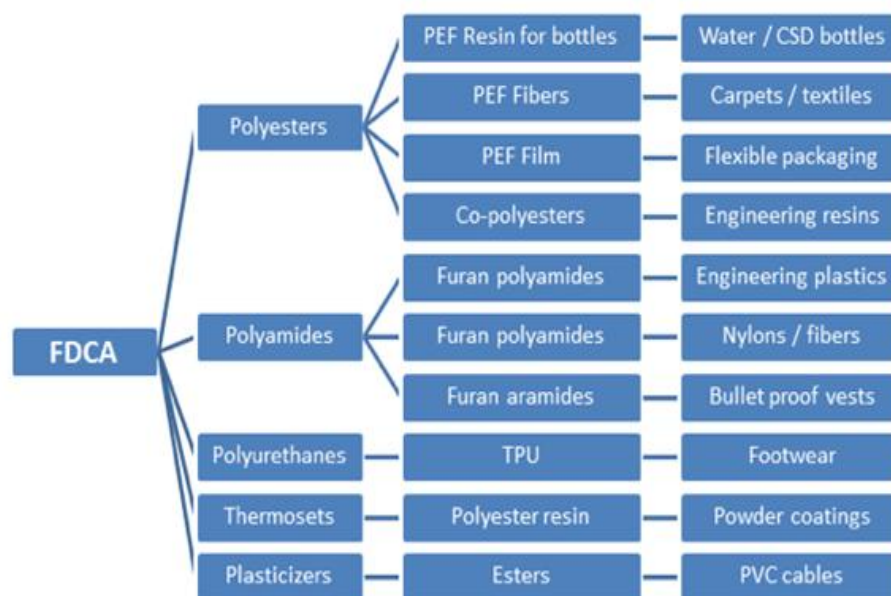 PEF Resin for bottles
Water / CSD bottles
Polyesters
PEF Fibers
Carpets / textiles
PEF Film
Flexible packaging
Co-polyesters
Engineering resins
FDCA
Polyamides
Furan polyamides
Engineering plastics
Furan polyamides
Nylons / fibers
Furan aramides
Bullet proof vests
Polyurethanes
TPU
Footwear
Thermosets
Polyester resin
Powder coatings
Plasticizers
Esters
PVC cables